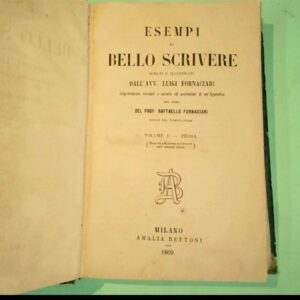 ESEMPI
DI
BELLO SCRIVERE
SCELTI E ILLUSTRATI
DALL'AVV. LUIGI FORNACIARI
DEL PROF. RAFFAELLO FORNACIARI
VOLUME I — PROSA
MILANO
AMALIA BETTONI
1869